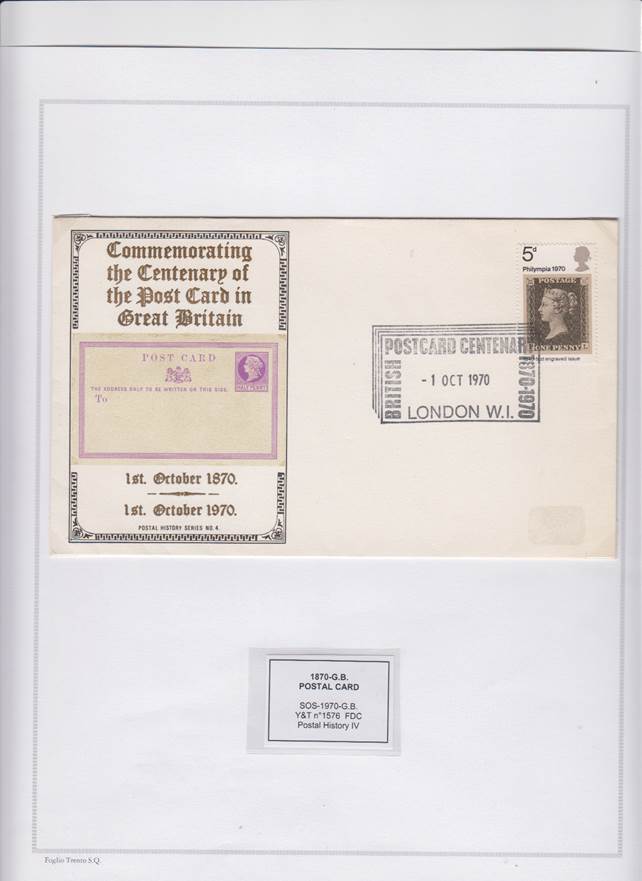 Commemorating
the Centenary of
the Post Card in
Great Britain
POST CARD
HALF PENNY
THE ADDRESS ONLY TO BE WRITTEN ON THIS SIDE.
To
1st. October 1870.
1st. October 1970.
POSTAL HISTORY SERIES NO. 4.
5d
Philympia 1970
POSTAGE
ONE PENNY L
engraved issue
BRITISH POSTCARD CENTENARY 1870-1970
- 1 OCT 1970
LONDON W.I.
1870-G.B.
POSTAL CARD
SOS-1970-G.B.
Y&T n°1576 FDC
Postal History IV
Foglio Trento S.Q.